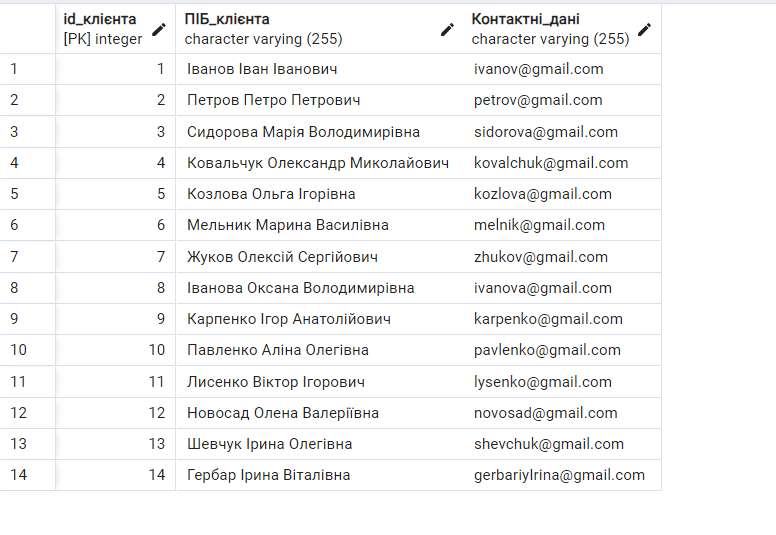 id_клієнта ПІБ_клієнта Контактні_дані
[PK] integer character varying (255) character varying (255)
1 1 Іванов Іван Іванович ivanov@gmail.com
2 2 Петров Петро Петрович petrov@gmail.com
3 3 Сидорова Марія Володимирівна sidorova@gmail.com
4 4 Ковальчук Олександр Миколайович kovalchuk@gmail.com
5 5 Козлова Ольга Ігорівна kozlova@gmail.com
6 6 Мельник Марина Василівна melnik@gmail.com
7 7 Жуков Олексій Сергійович zhukov@gmail.com
8 8 Іванова Оксана Володимирівна ivanova@gmail.com
9 9 Карпенко Ігор Анатолійович karpenko@gmail.com
10 10 Павленко Аліна Олегівна pavlenko@gmail.com
11 11 Лисенко Віктор Ігорович lysenko@gmail.com
12 12 Новосад Олена Валеріївна novosad@gmail.com
13 13 Шевчук Ірина Олегівна shevchuk@gmail.com
14 14 Гербар Ірина Віталівна gerbariyIrina@gmail.com